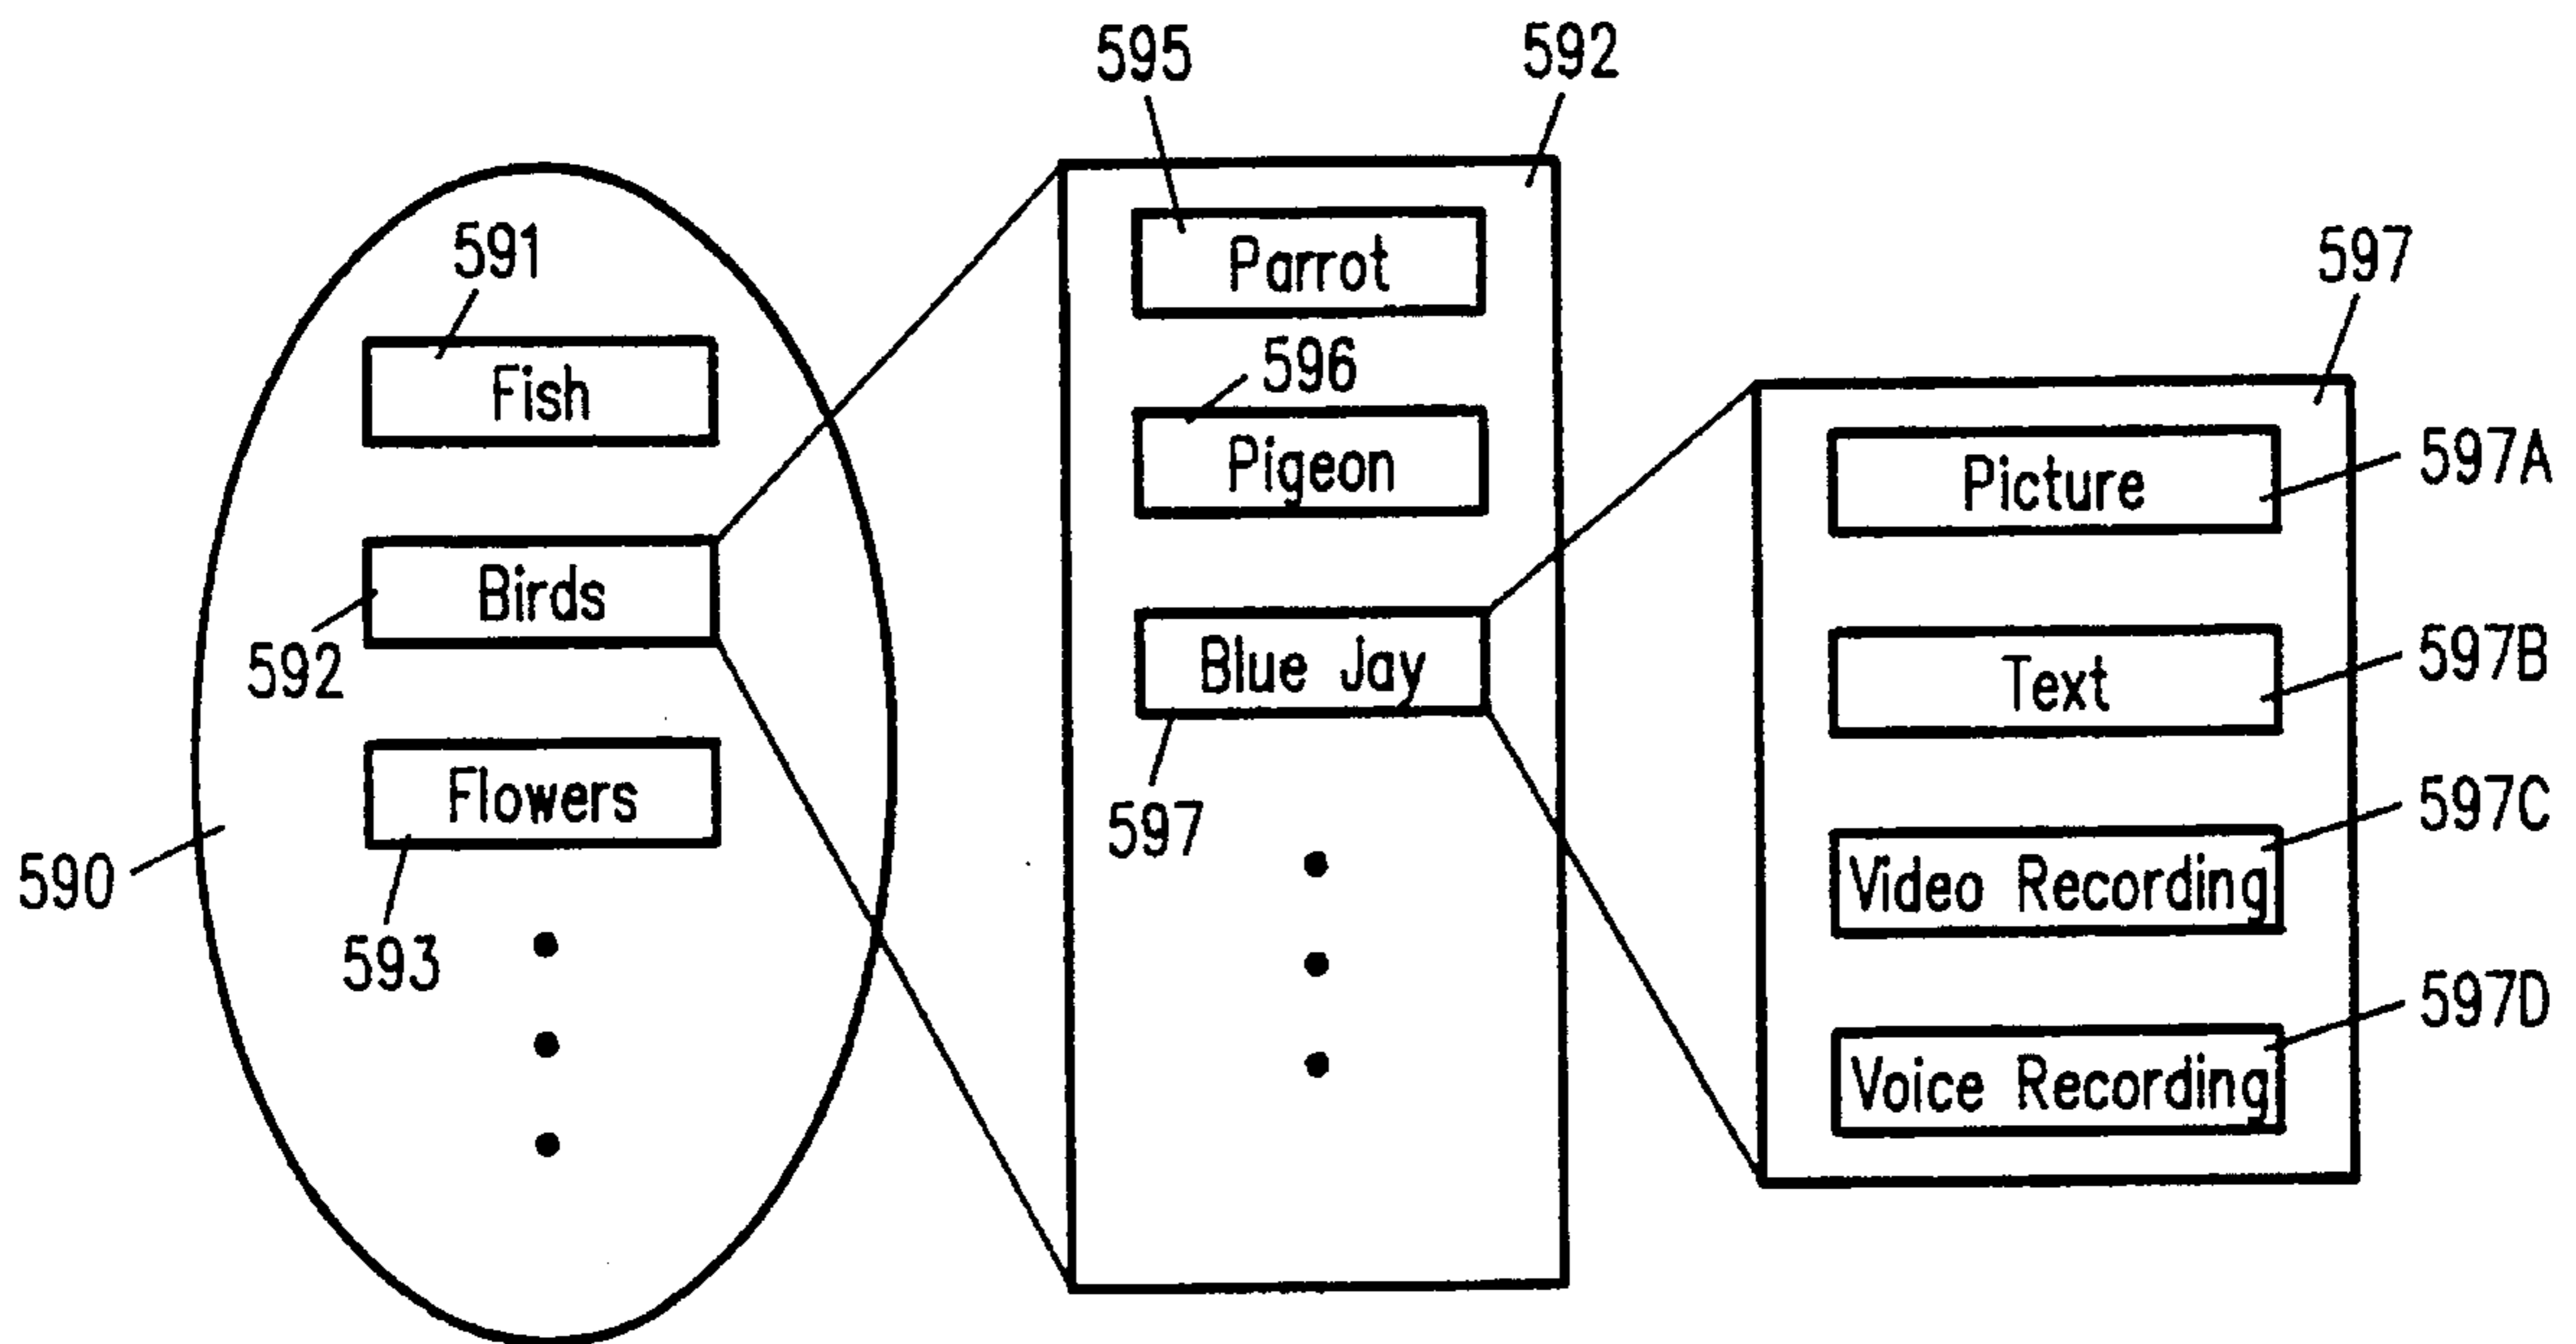 595
592
591
Parrot
597
Fish
596
Pigeon
Picture
597A
Birds
592
Blue Jay
Text
597B
Flowers
597
597C
590
593
Video Recording
597D
Voice Recording